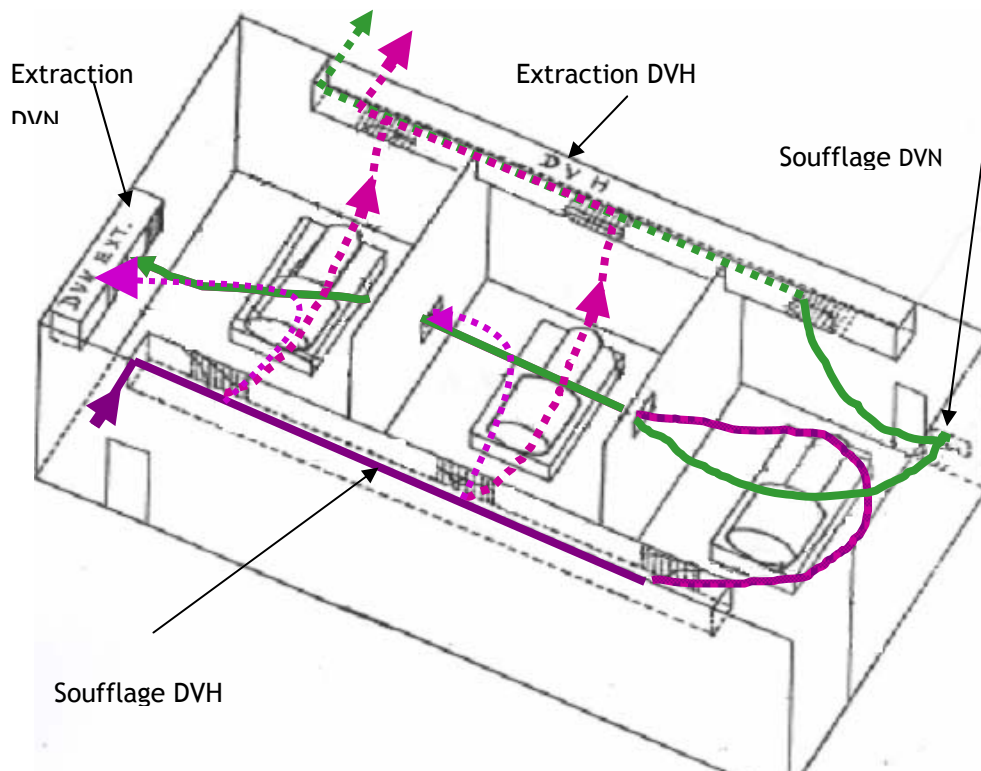 Extraction
DVN
Extraction DVH
Soufflage DVN
DVH
DVN EXT.
Soufflage DVH